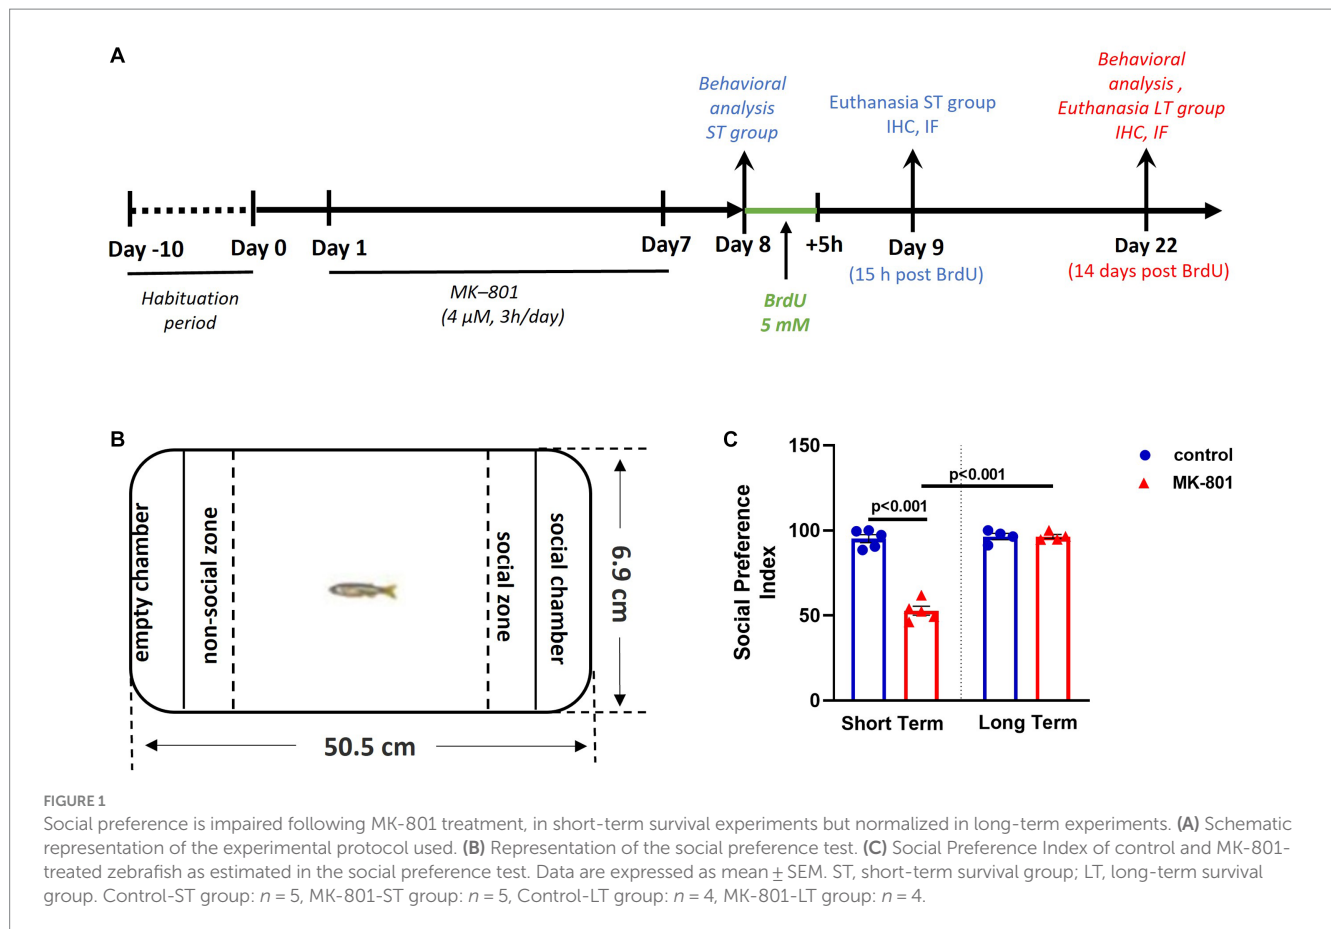 A
Behavioral
analysis
ST group
Euthanasia ST group
IHC, IF
Behavioral
analysis ,
Euthanasia LT group
IHC, IF
Day -10
Day 0
Day 1
Day7
Day 8
+5h
Day 9
Day 22
(15 h post BrdU)
(14 days post BrdU)
Habituation
period
MK–801
(4 µM, 3h/day)
BrdU
5 mM
B
empty chamber
non-social zone
social zone
social chamber
6.9 cm
50.5 cm
C
Social Preference
Index
150
100
50
0
p<0.001
p<0.001
control
MK-801
Short Term
Long Term
FIGURE 1
Social preference is impaired following MK-801 treatment, in short-term survival experiments but normalized in long-term experiments. (A) Schematic
representation of the experimental protocol used. (B) Representation of the social preference test. (C) Social Preference Index of control and MK-801-
treated zebrafish as estimated in the social preference test. Data are expressed as mean ± SEM. ST, short-term survival group; LT, long-term survival
group. Control-ST group: n = 5, MK-801-ST group: n = 5, Control-LT group: n = 4, MK-801-LT group: n = 4.